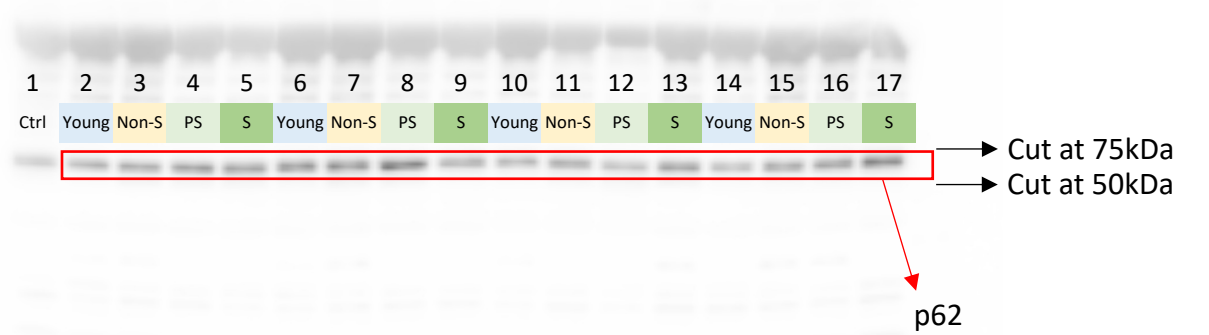 1 2 3 4 5 6 7 8 9 10 11 12 13 14 15 16 17
Ctrl Young Non-S PS S Young Non-S PS S Young Non-S PS S Young Non-S PS S
Cut at 75kDa
Cut at 50kDa
p62